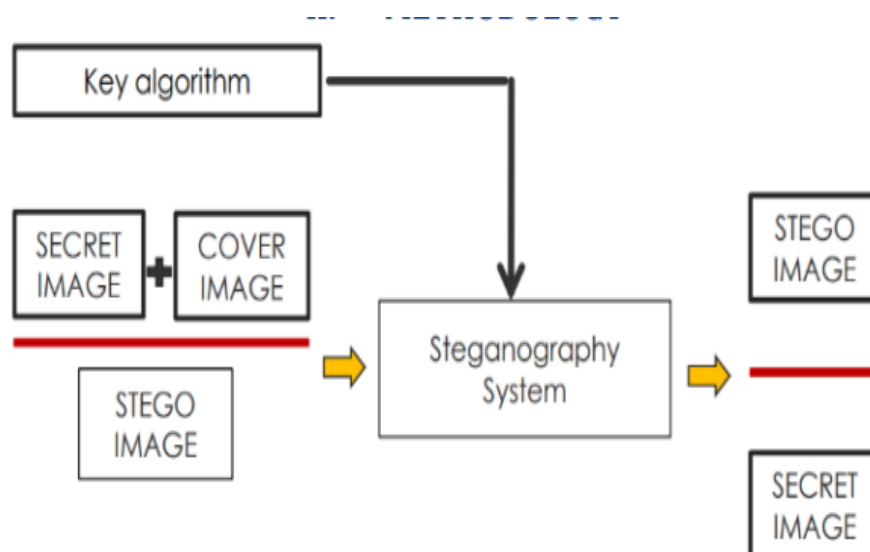 Key algorithm
SECRET
IMAGE
+
COVER
IMAGE
STEGO
IMAGE
Steganography
System
STEGO
IMAGE
SECRET
IMAGE